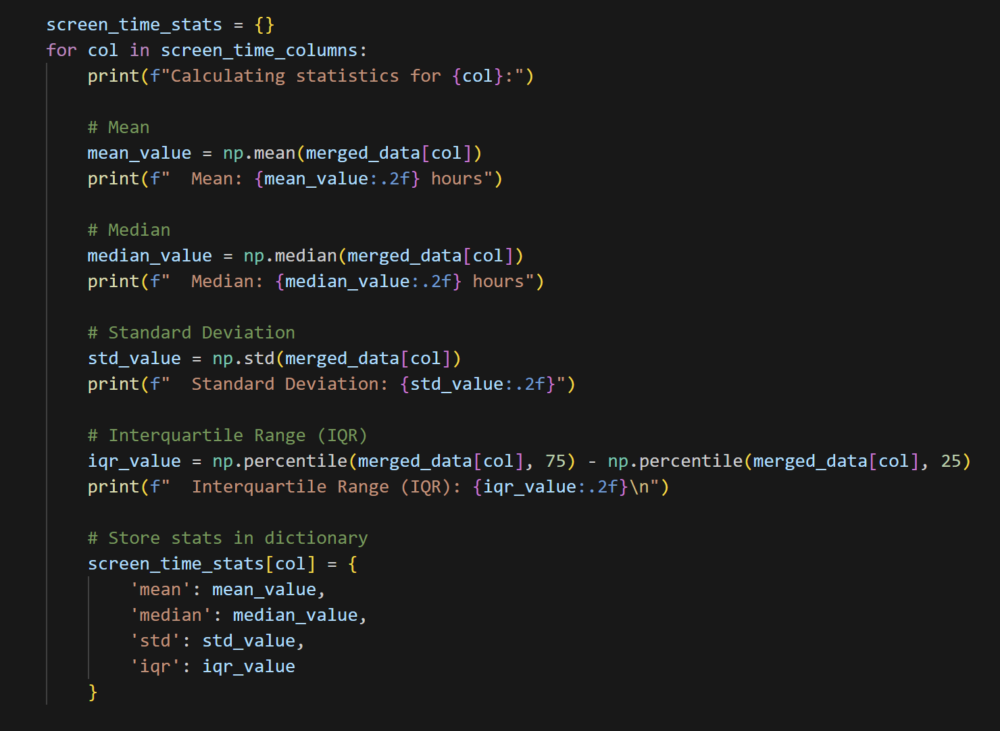 screen_time_stats = {}
for col in screen_time_columns:
    print(f"Calculating statistics for {col}:")

    # Mean
    mean_value = np.mean(merged_data[col])
    print(f"  Mean: {mean_value:.2f} hours")

    # Median
    median_value = np.median(merged_data[col])
    print(f"  Median: {median_value:.2f} hours")

    # Standard Deviation
    std_value = np.std(merged_data[col])
    print(f"  Standard Deviation: {std_value:.2f}")

    # Interquartile Range (IQR)
    iqr_value = np.percentile(merged_data[col], 75) - np.percentile(merged_data[col], 25)
    print(f"  Interquartile Range (IQR): {iqr_value:.2f}\n")

    # Store stats in dictionary
    screen_time_stats[col] = {
        'mean': mean_value,
        'median': median_value,
        'std': std_value,
        'iqr': iqr_value
    }